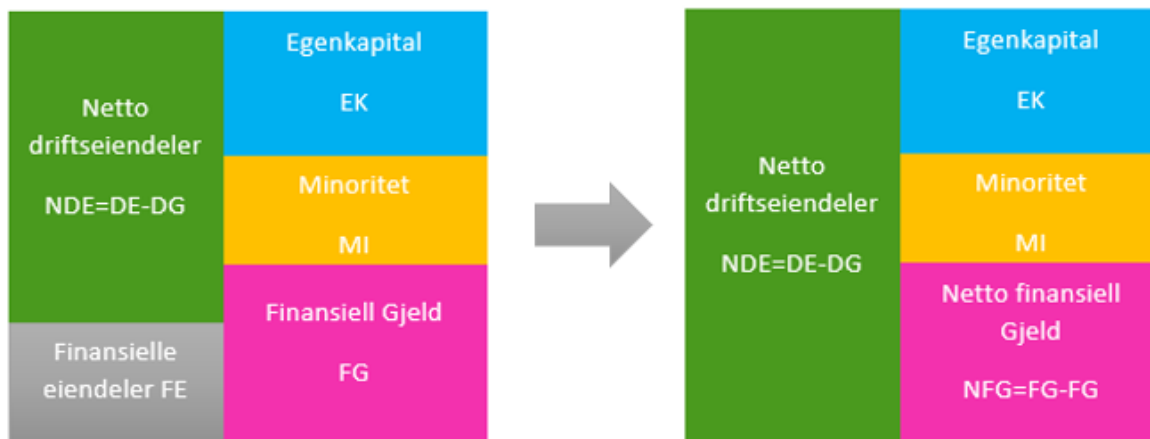 Netto
driftseiendeler
NDE=DE-DG
Finansielle
eiendeler FE
Egenkapital
EK
Minoritet
MI
Finansiell Gjeld
FG
Netto
driftseiendeler
NDE=DE-DG
Egenkapital
EK
Minoritet
MI
Netto finansiell
Gjeld
NFG=FG-FG